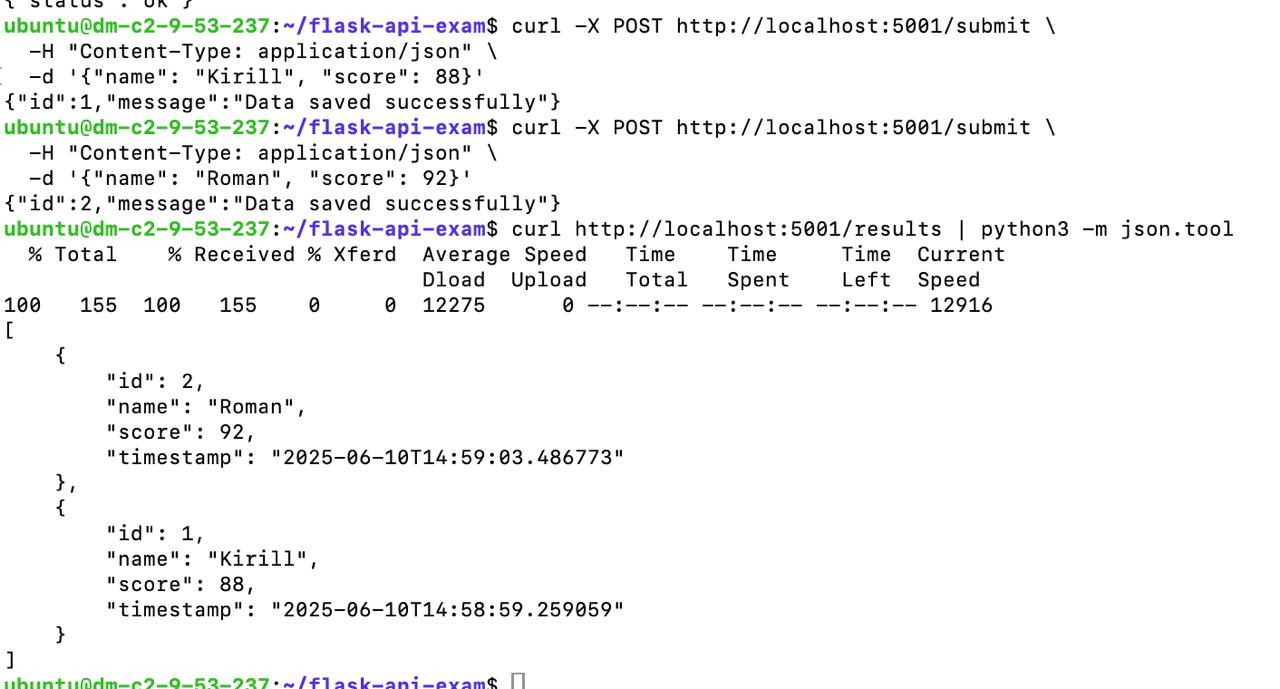 {"status":"ok"}
ubuntu@dm-c2-9-53-237:~/flask-api-exam$ curl -X POST http://localhost:5001/submit \
  -H "Content-Type: application/json" \
  -d '{"name": "Kirill", "score": 88}'
{"id":1,"message":"Data saved successfully"}
ubuntu@dm-c2-9-53-237:~/flask-api-exam$ curl -X POST http://localhost:5001/submit \
  -H "Content-Type: application/json" \
  -d '{"name": "Roman", "score": 92}'
{"id":2,"message":"Data saved successfully"}
ubuntu@dm-c2-9-53-237:~/flask-api-exam$ curl http://localhost:5001/results | python3 -m json.tool
  % Total    % Received % Xferd  Average Speed   Time    Time     Time  Current
                                 Dload  Upload   Total   Spent    Left  Speed
100   155  100   155    0     0  12275      0 --:--:-- --:--:-- --:--:-- 12916
[
    {
        "id": 2,
        "name": "Roman",
        "score": 92,
        "timestamp": "2025-06-10T14:59:03.486773"
    },
    {
        "id": 1,
        "name": "Kirill",
        "score": 88,
        "timestamp": "2025-06-10T14:58:59.259059"
    }
]
ubuntu@dm-c2-9-53-237:~/flask-api-exam$